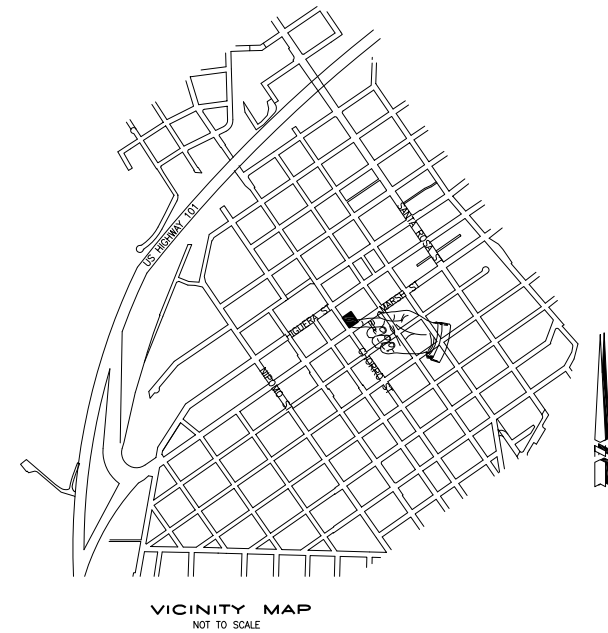 US HIGHWAY 101
SANTA ROSA ST
MARSH ST
HIGUERA ST
CHORRO ST
NIPOMO ST
VICINITY MAP
NOT TO SCALE